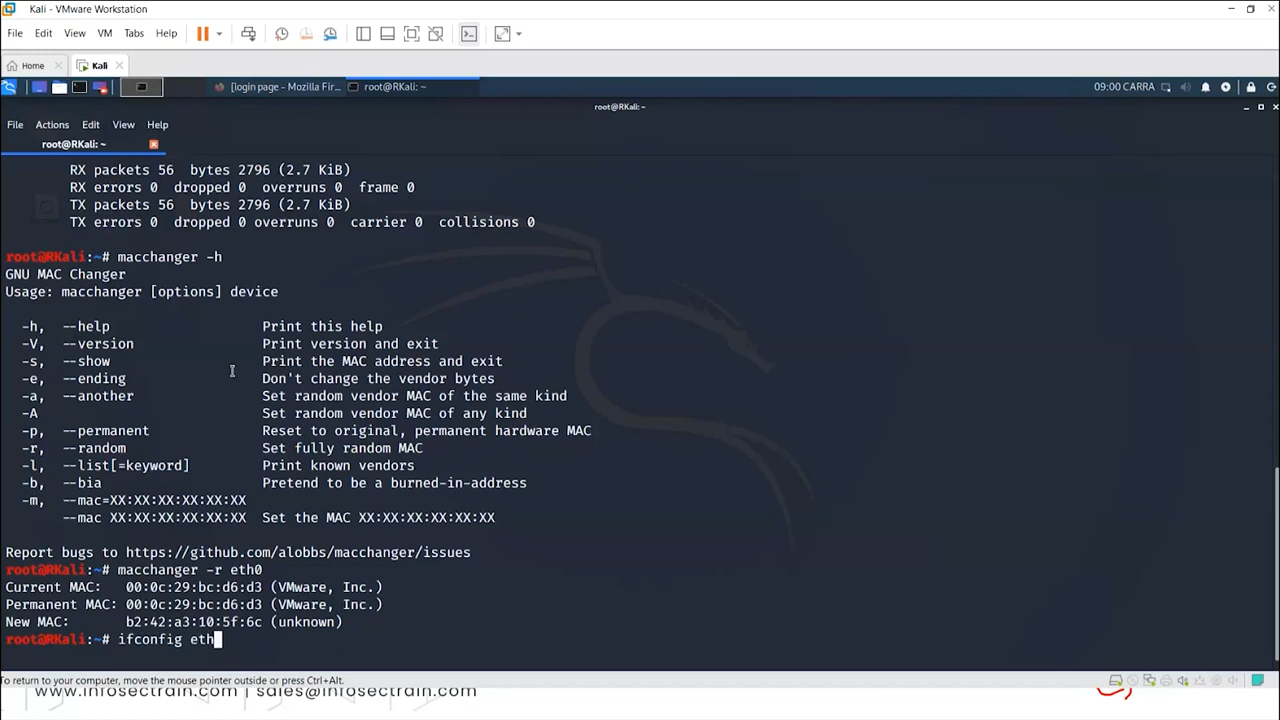 Kali - VMware Workstation
File Edit View VM Tabs Help
Home Kali
[login page - Mozilla Fir... root@RKali: ~ 09:00 CARRA
root@RKali: ~
File Actions Edit View Help
root@RKali: ~
RX packets 56 bytes 2796 (2.7 KiB)
RX errors 0 dropped 0 overruns 0 frame 0
TX packets 56 bytes 2796 (2.7 KiB)
TX errors 0 dropped 0 overruns 0 carrier 0 collisions 0
root@RKali:~# macchanger -h
GNU MAC Changer
Usage: macchanger [options] device
-h, --help Print this help
-V, --version Print version and exit
-s, --show Print the MAC address and exit
-e, --ending Don't change the vendor bytes
-a, --another Set random vendor MAC of the same kind
-A Set random vendor MAC of any kind
-p, --permanent Reset to original, permanent hardware MAC
-r, --random Set fully random MAC
-l, --list[=keyword] Print known vendors
-b, --bia Pretend to be a burned-in-address
-m, --mac=XX:XX:XX:XX:XX:XX
--mac XX:XX:XX:XX:XX:XX Set the MAC XX:XX:XX:XX:XX:XX
Report bugs to https://github.com/alobbs/macchanger/issues
root@RKali:~# macchanger -r eth0
Current MAC: 00:0c:29:bc:d6:d3 (VMware, Inc.)
Permanent MAC: 00:0c:29:bc:d6:d3 (VMware, Inc.)
New MAC: b2:42:a3:10:5f:6c (unknown)
root@RKali:~# ifconfig eth
To return to your computer, move the mouse pointer outside or press Ctrl+Alt.
www.infosectrain.com | sales@infosectrain.com